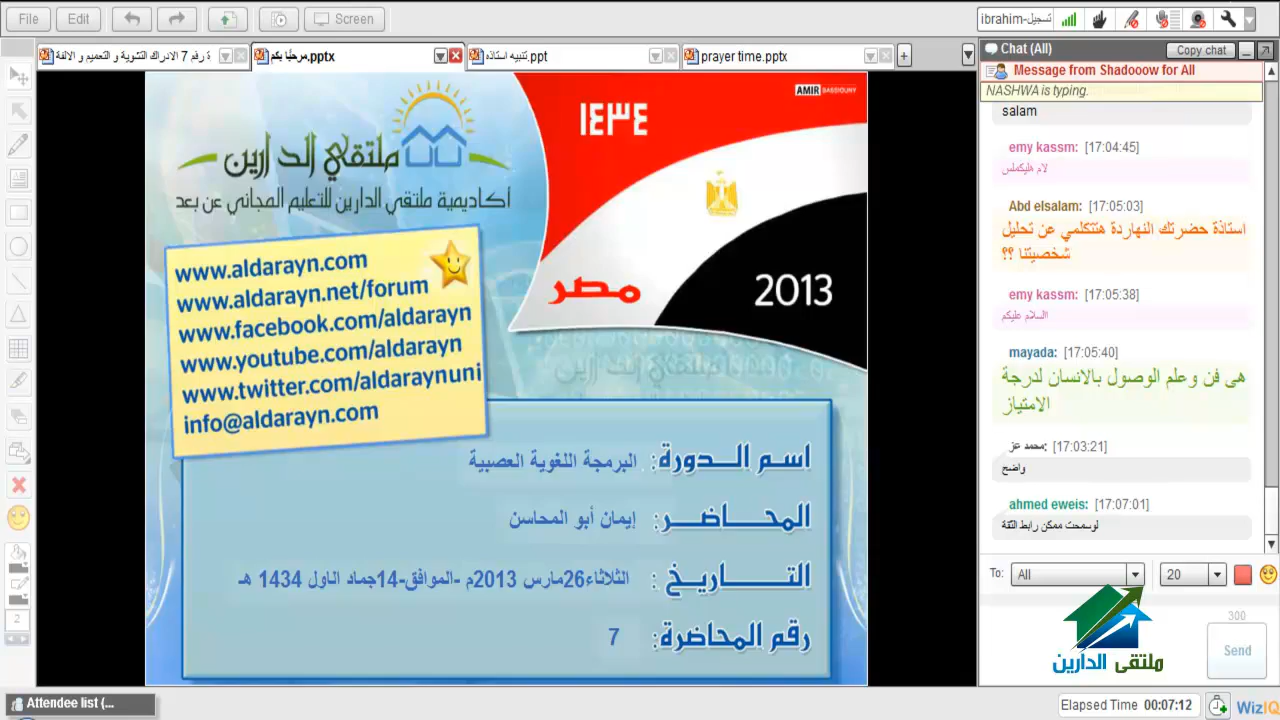 File
Edit
Screen
ibrahim-تسجيل
ة رقم 7 الادراك التشوية و التعميم و الالغة
مرحبًا بكم.pptx
تنبيه استاذه.ppt
prayer time.pptx
ملتقى الدارين
أكاديمية ملتقى الدارين للتعليم المجاني عن بعد
١٤٣٤
AMIR BASSIOUNY
مصر
2013
www.aldarayn.com
www.aldarayn.net/forum
www.facebook.com/aldarayn
www.youtube.com/aldarayn
www.twitter.com/aldaraynuni
info@aldarayn.com
اسم الدورة: البرمجة اللغوية العصبية
المحاضر: إيمان أبو المحاسن
التاريخ : الثلاثاء26مارس 2013م -الموافق-14جماد الاول 1434 هـ
رقم المحاضرة: 7
Chat (All)
Copy chat
Message from Shadooow for All
NASHWA is typing.
salam
emy kassm: [17:04:45]
لام هليكملس
Abd elsalam: [17:05:03]
استاذة حضرتك النهاردة هتتكلمي عن تحليل
شخصيتنا ؟؟
emy kassm: [17:05:38]
االسلام عليكم
mayada: [17:05:40]
هى فن وعلم الوصول بالانسان لدرجة
الامتياز
محمد عز: [17:03:21]
واضح
ahmed eweis: [17:07:01]
لوسمحت ممكن رابط الثقة
To:
All
20
300
Send
ملتقى الدارين
2
Attendee list (...
Elapsed Time 00:07:12
WizIQ